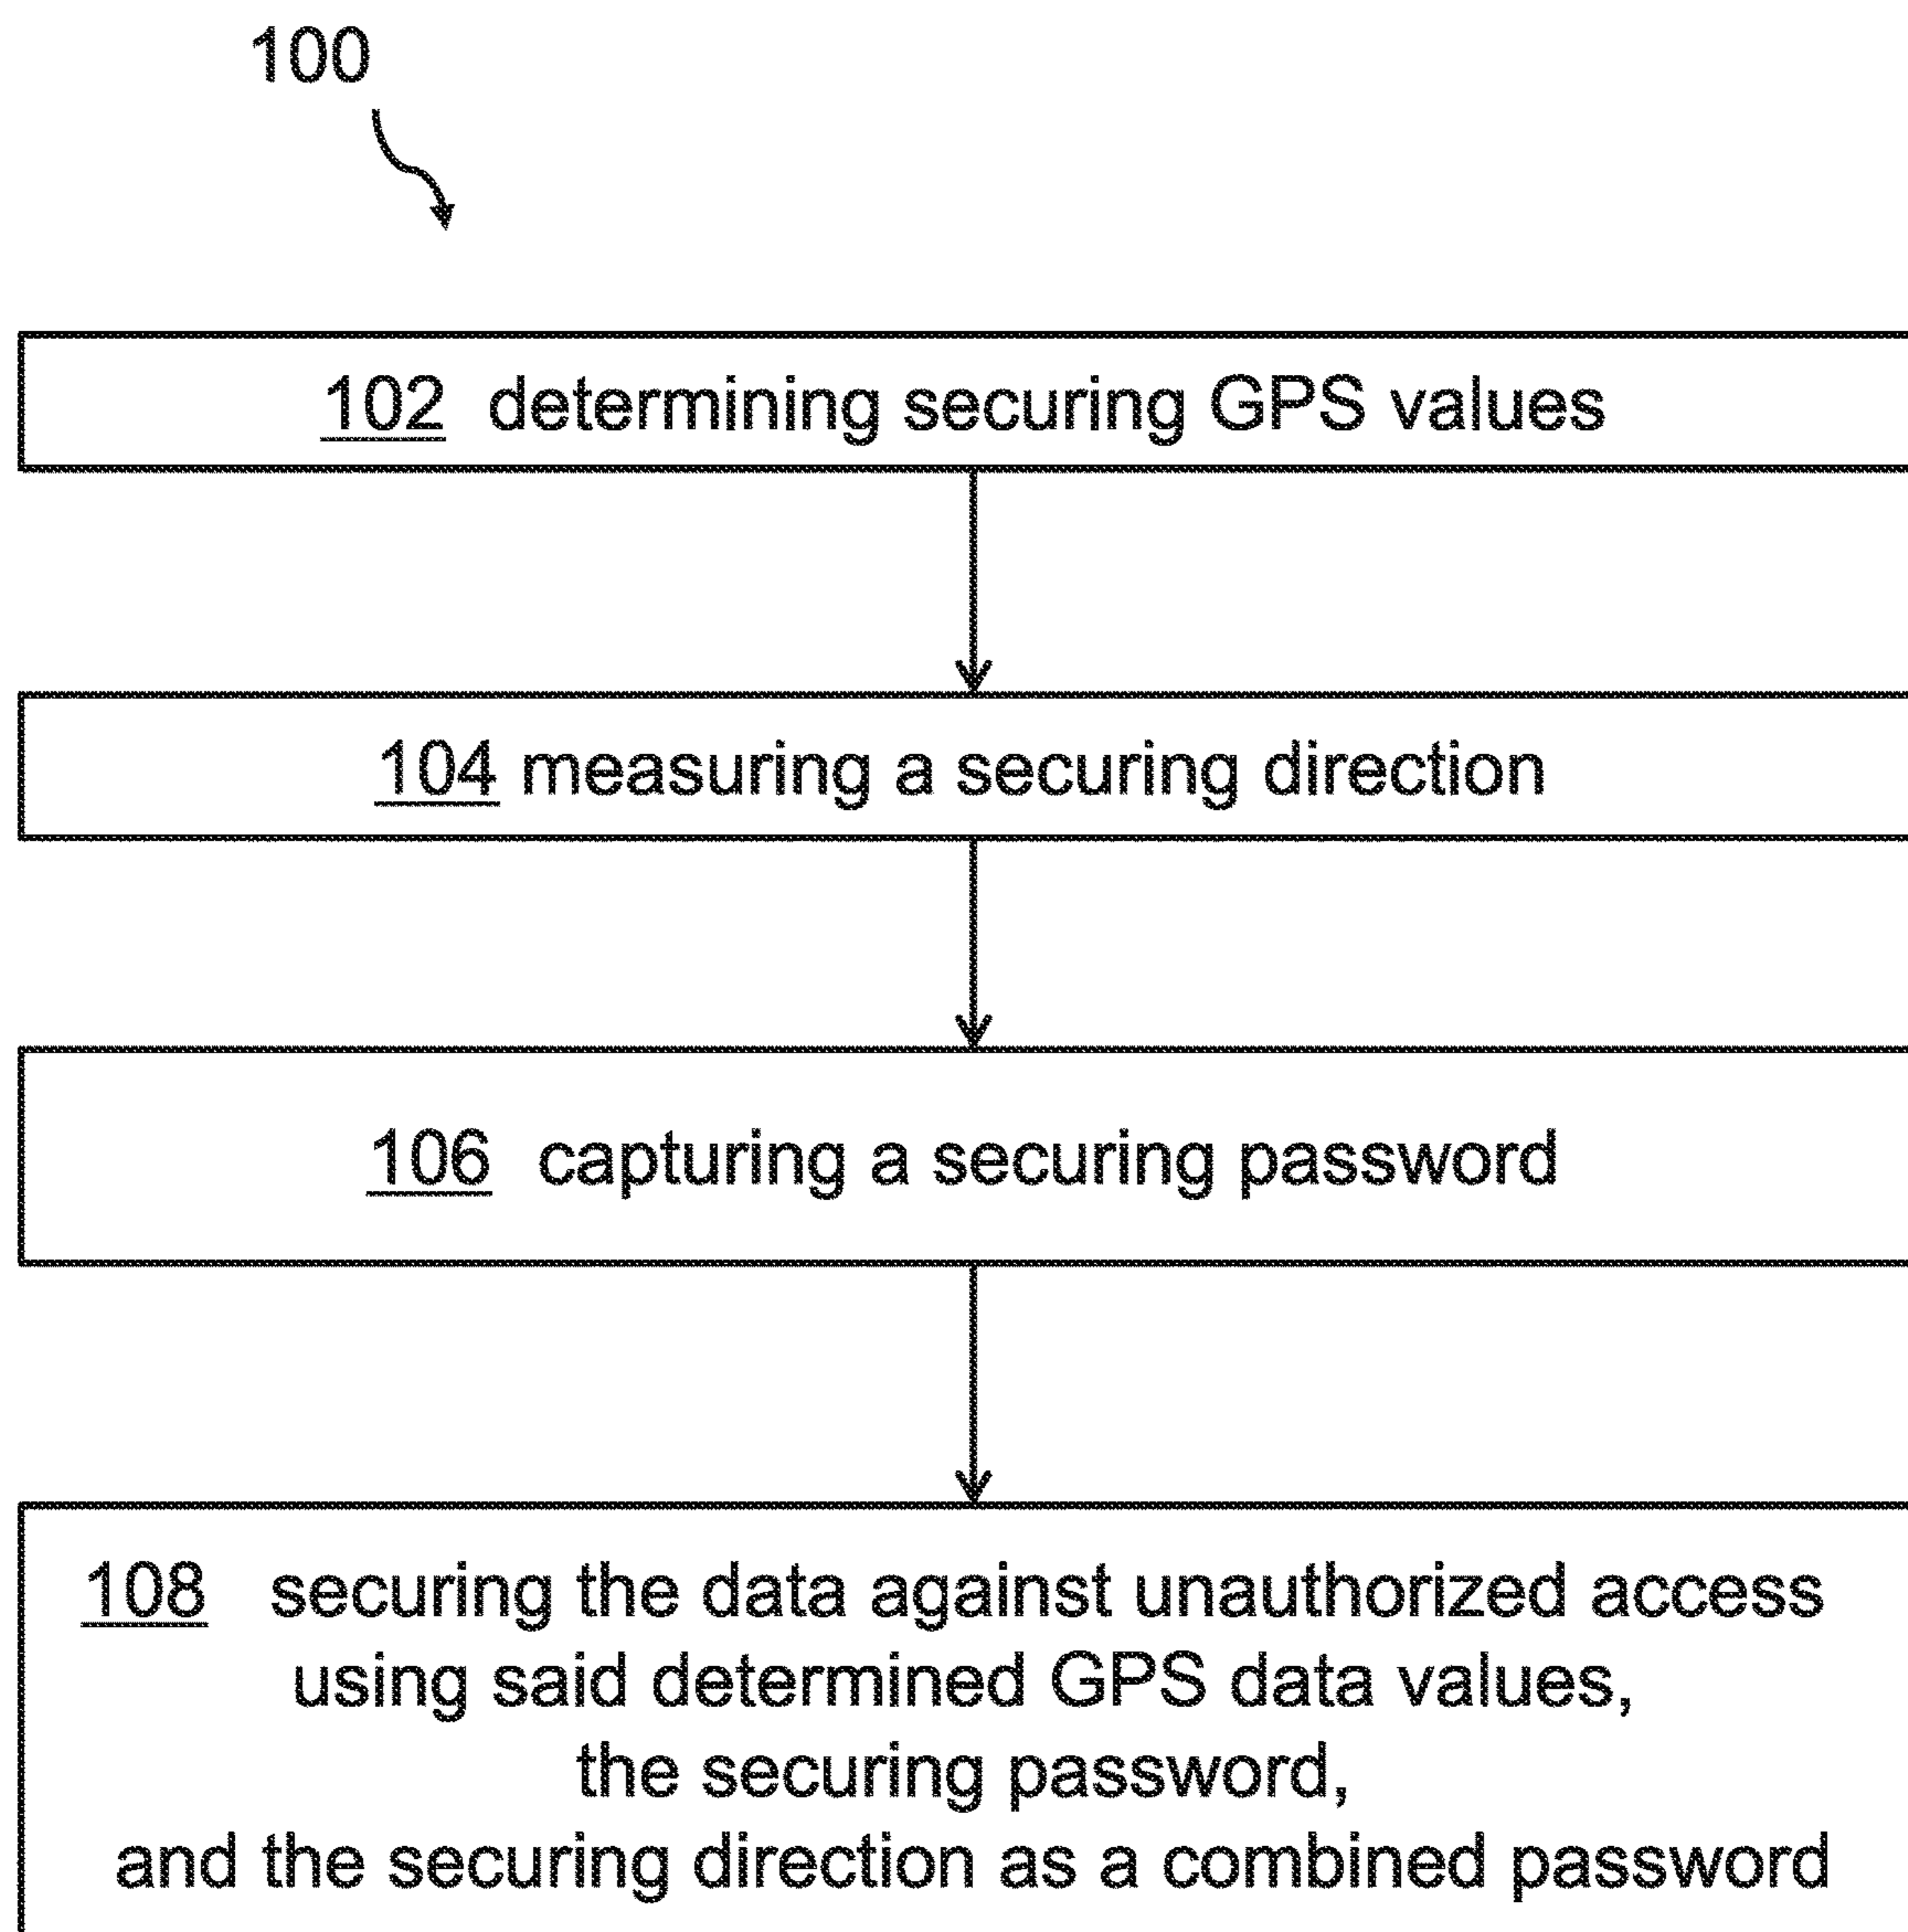 100
102 determining securing GPS values
104 measuring a securing direction
106 capturing a securing password
108 securing the data against unauthorized access
using said determined GPS data values,
the securing password,
and the securing direction as a combined password